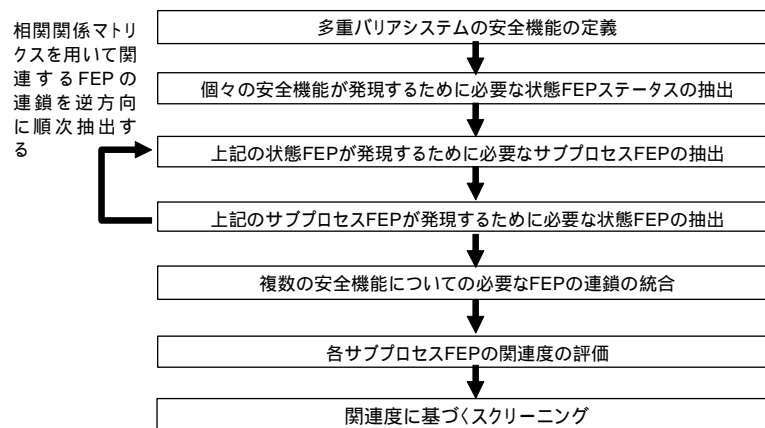 相関関係マトリ
クスを用いて関
連するFEPの
連鎖を逆方向
に順次抽出す
る
多重バリアシステムの安全機能の定義
個々の安全機能が発現するために必要な状態FEPステータスの抽出
上記の状態FEPが発現するために必要なサブプロセスFEPの抽出
上記のサブプロセスFEPが発現するために必要な状態FEPの抽出
複数の安全機能についての必要なFEPの連鎖の統合
各サブプロセスFEPの関連度の評価
関連度に基づくスクリーニング